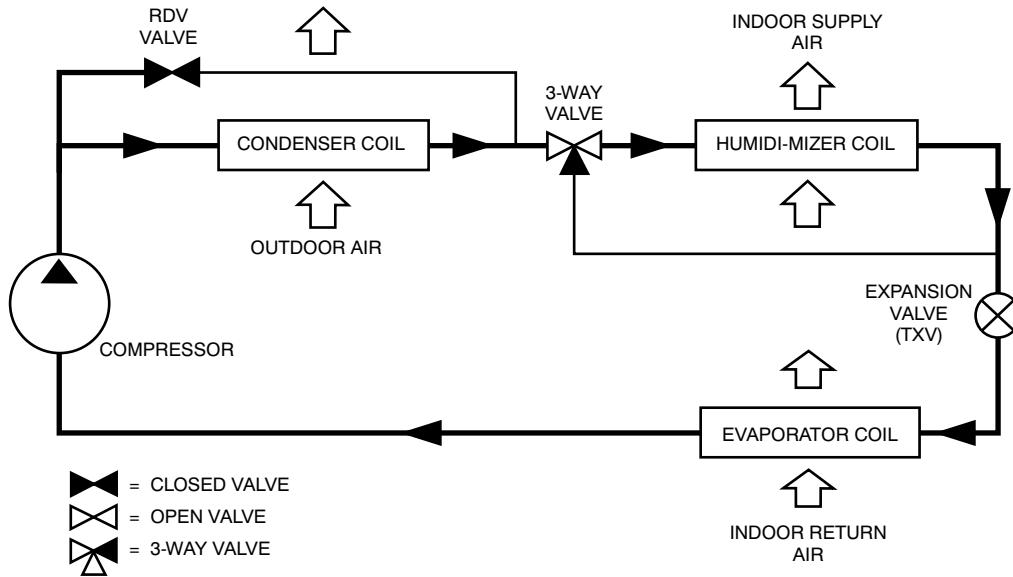 RDV
VALVE
INDOOR SUPPLY
AIR
3-WAY
VALVE
CONDENSER COIL
HUMIDI-MIZER COIL
OUTDOOR AIR
EXPANSION
VALVE
(TXV)
COMPRESSOR
EVAPORATOR COIL
= CLOSED VALVE
= OPEN VALVE
= 3-WAY VALVE
INDOOR RETURN
AIR